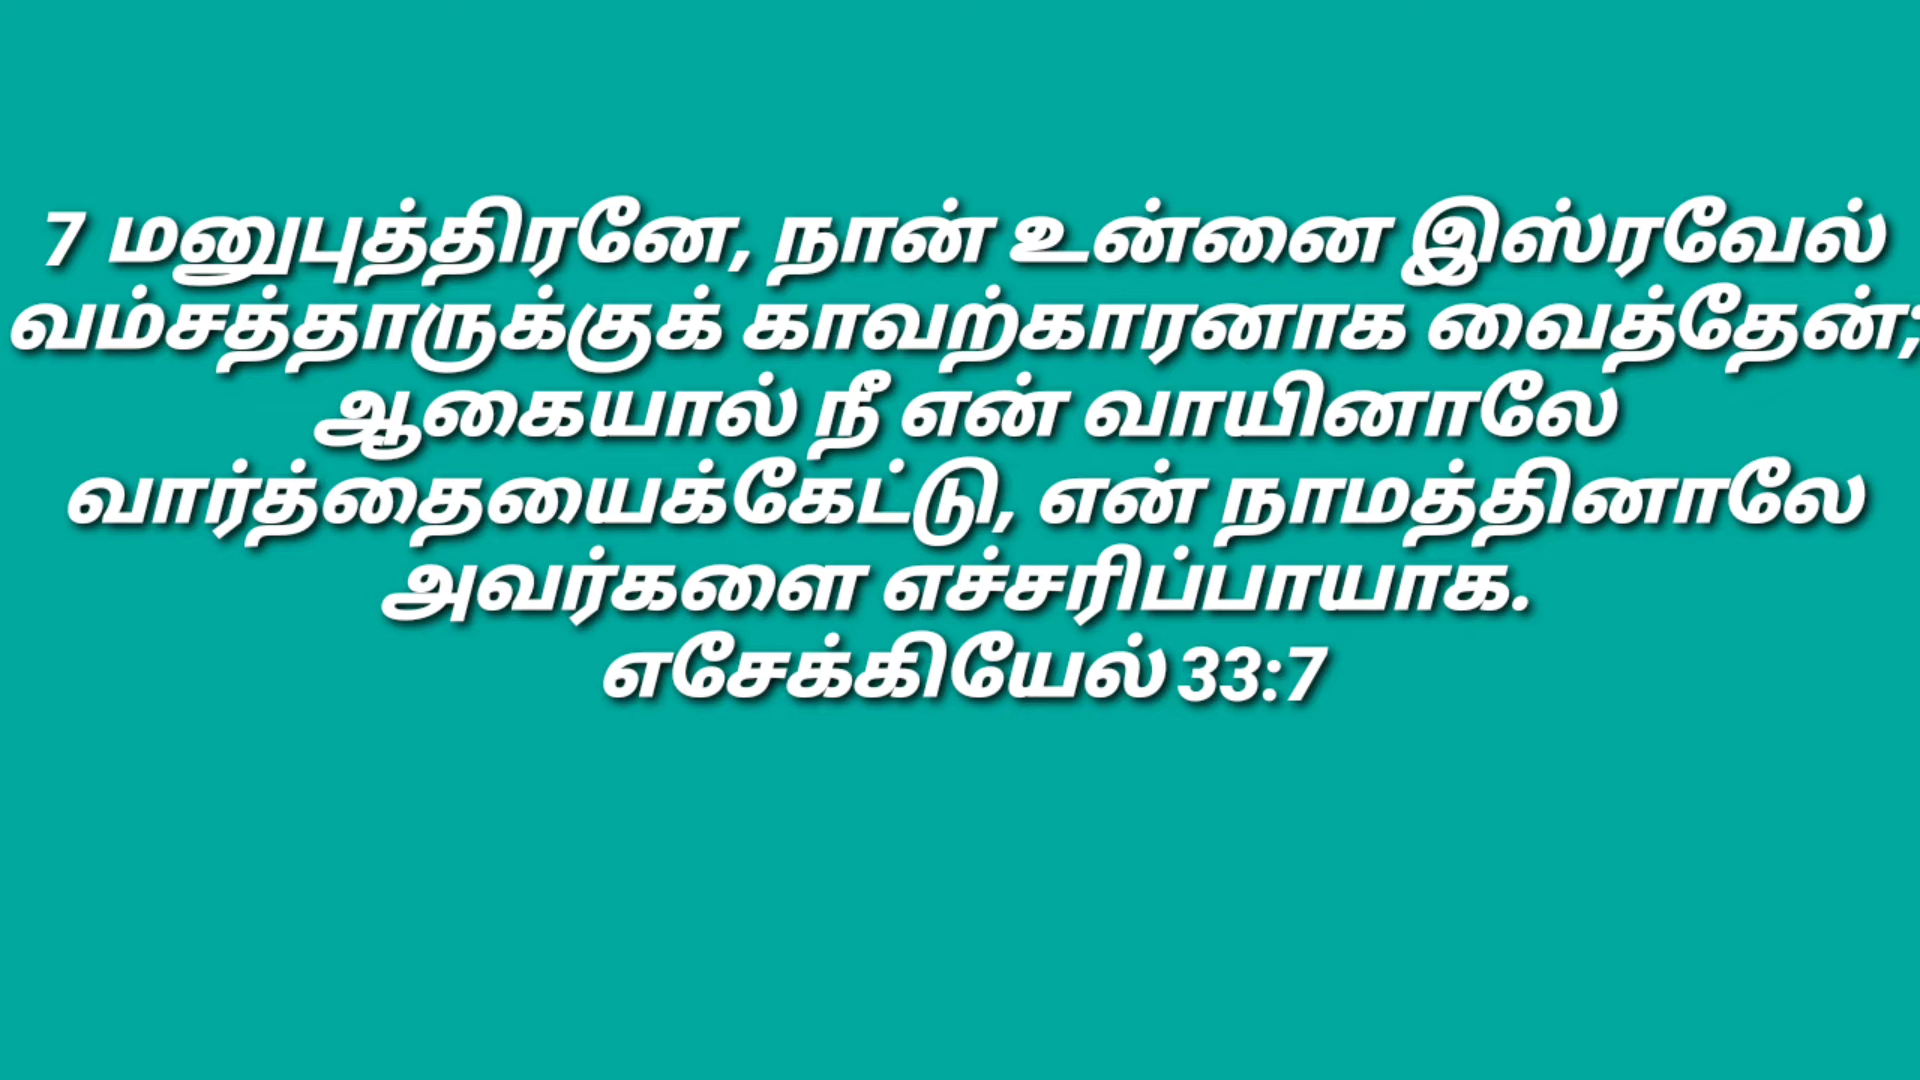 7 மனுபுத்திரனே, நான் உன்னை இஸ்ரவேல்
வம்சத்தாருக்குக் காவற்காரனாக வைத்தேன்;
ஆகையால் நீ என் வாயினாலே
வார்த்தையைக்கேட்டு, என் நாமத்தினாலே
அவர்களை எச்சரிப்பாயாக.
எசேக்கியேல் 33:7